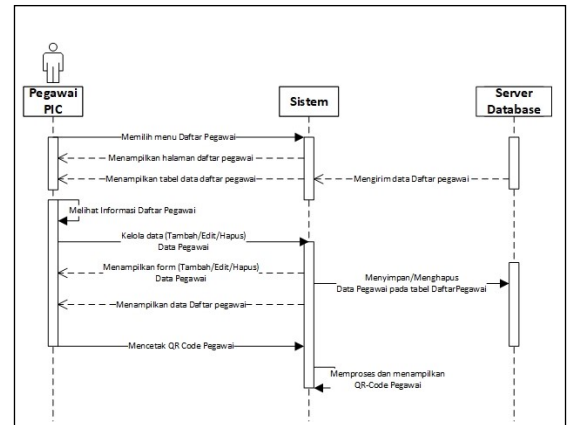 Pegawai
PIC
Sistem
Server
Database
Memilih menu Daftar Pegawai
Menampilkan halaman daftar pegawai
Menampilkan tabel data daftar pegawai
Mengirim data Daftar pegawai
Melihat Informasi Daftar Pegawai
Kelola data (Tambah/Edit/Hapus)
Data Pegawai
Menampilkan form (Tambah/Edit/Hapus)
Data Pegawai
Menyimpan/Menghapus
Data Pegawai pada tabel DaftarPegawai
Menampilkan data Daftar pegawai
Mencetak QR Code Pegawai
Memproses dan menampilkan
QR-Code Pegawai